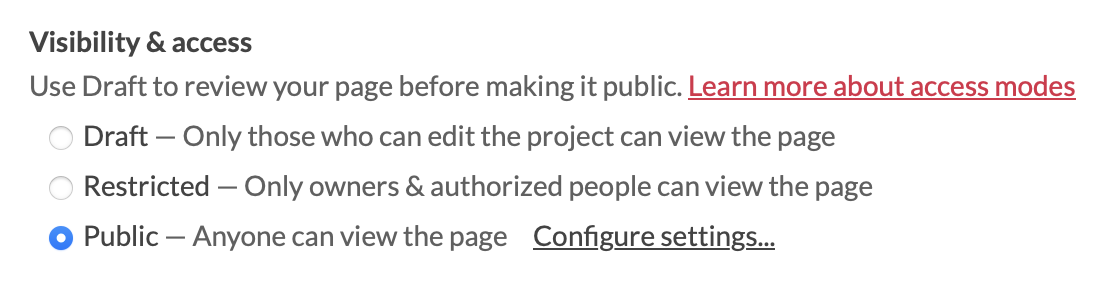 Visibility & access
Use Draft to review your page before making it public. Learn more about access modes
Draft — Only those who can edit the project can view the page
Restricted — Only owners & authorized people can view the page
Public — Anyone can view the page Configure settings...